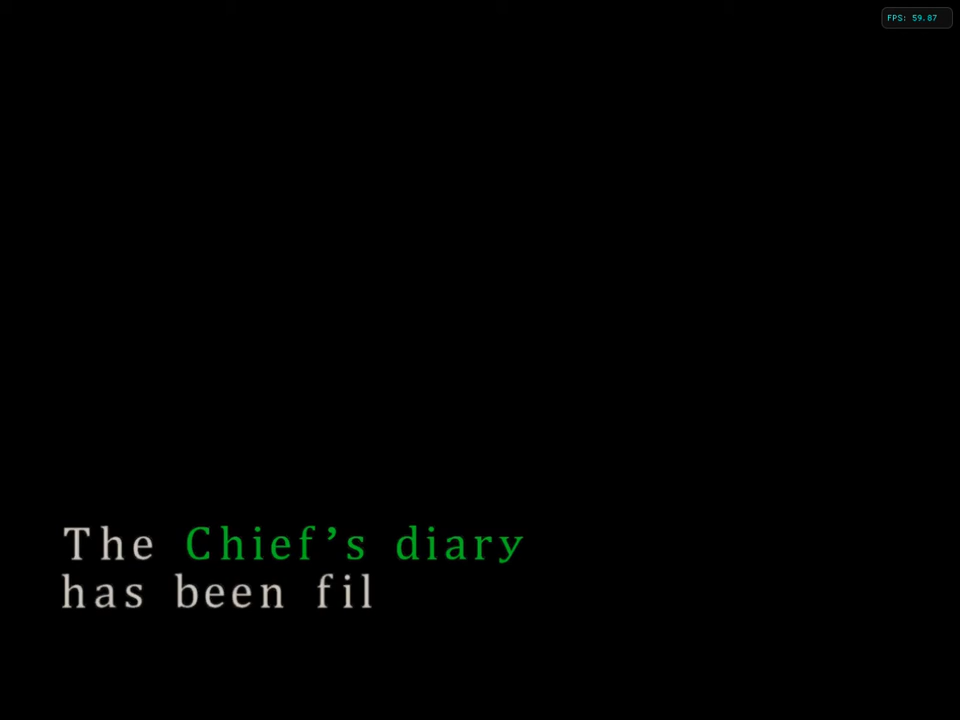 FPS: 59.87
The Chief’s diary
has been fil